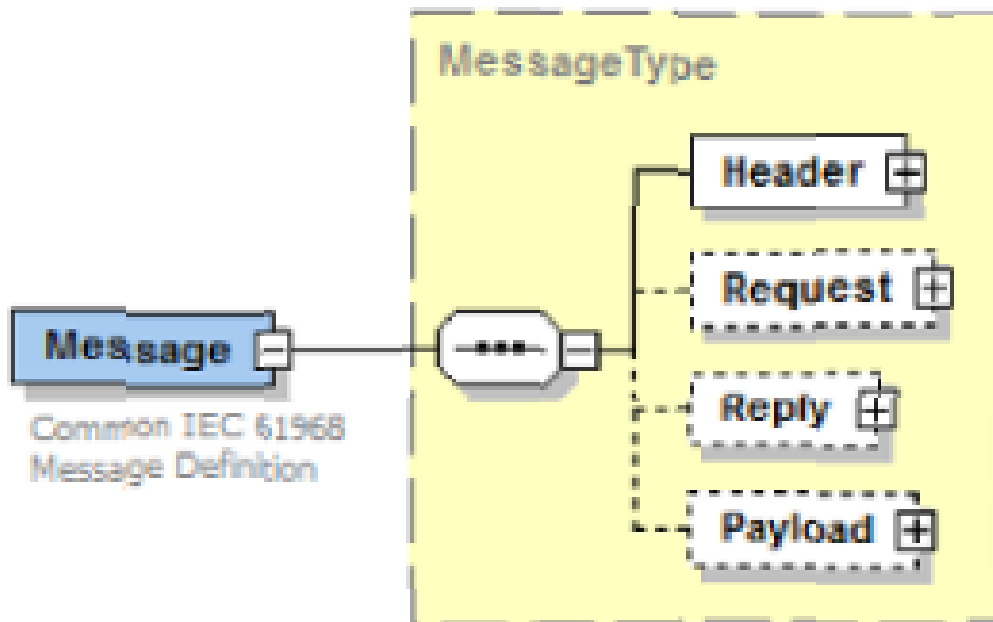 MessageType
Header
Request
Message
Reply
Common IEC 61968
Message Definition
Payload